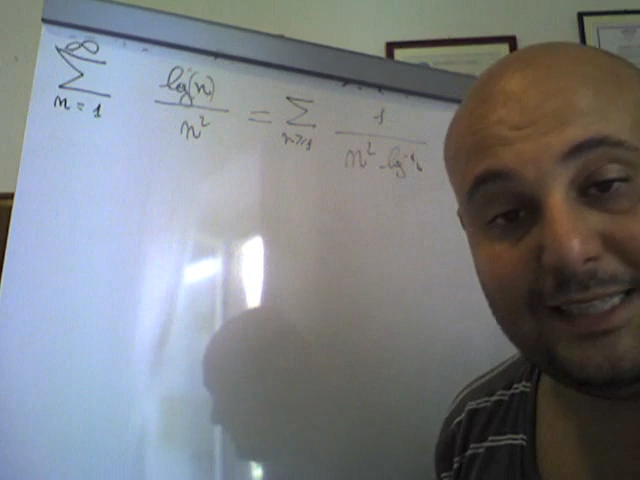 ∞
Σ log(n) = Σ 1
n=1 n² n≥1 n² log⁻¹n